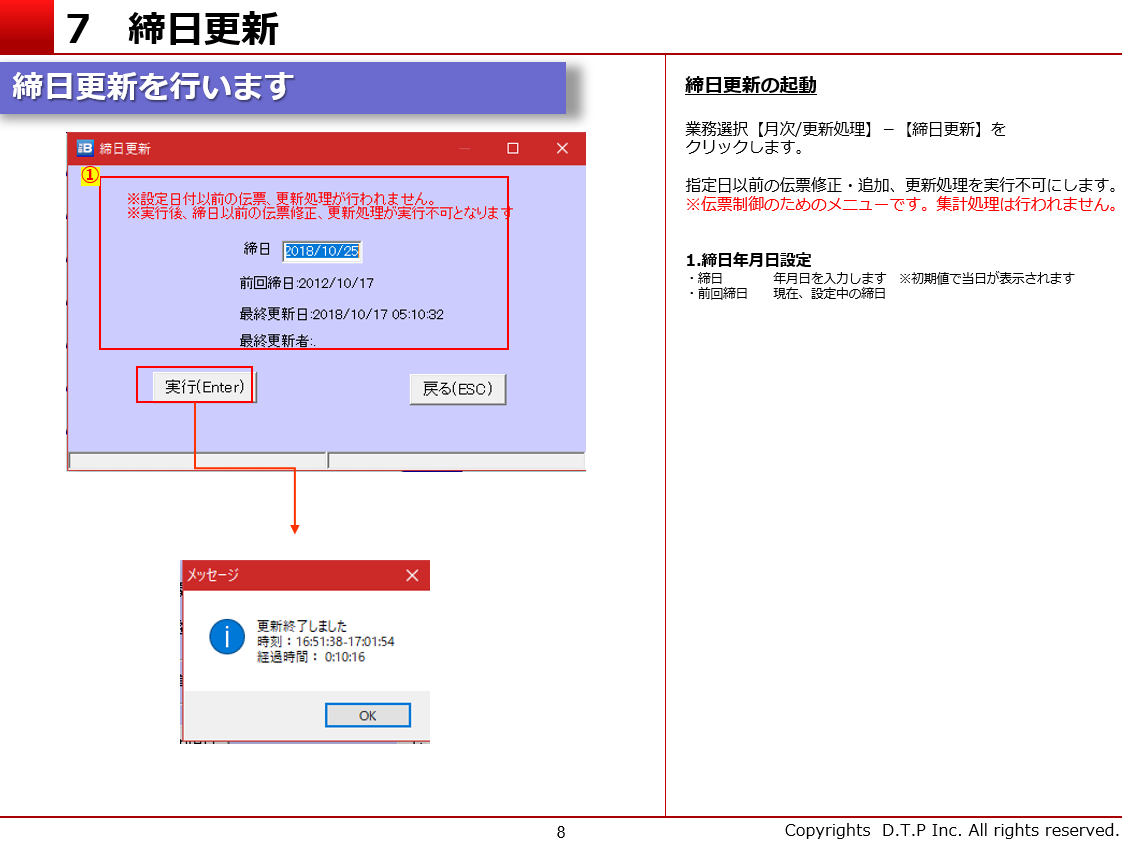 7 締日更新
締日更新を行います
締日更新
①
※設定日付以前の伝票、更新処理が行われません。
※実行後、締日以前の伝票修正、更新処理が実行不可となります
締日 2018/10/25
前回締日:2012/10/17
最終更新日:2018/10/17 05:10:32
最終更新者:.
実行(Enter)
戻る(ESC)
メッセージ
更新終了しました
時刻：16:51:38-17:01:54
経過時間： 0:10:16
OK
締日更新の起動
業務選択【月次/更新処理】－【締日更新】を
クリックします。
指定日以前の伝票修正・追加、更新処理を実行不可にします。
※伝票制御のためのメニューです。集計処理は行われません。
1.締日年月日設定
・締日 年月日を入力します ※初期値で当日が表示されます
・前回締日 現在、設定中の締日
8
Copyrights D.T.P Inc. All rights reserved.